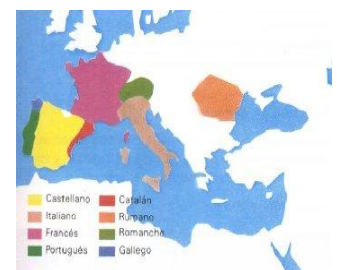 Castellano
Catalán
Italiano
Rumano
Francés
Romanche
Portugués
Gallego